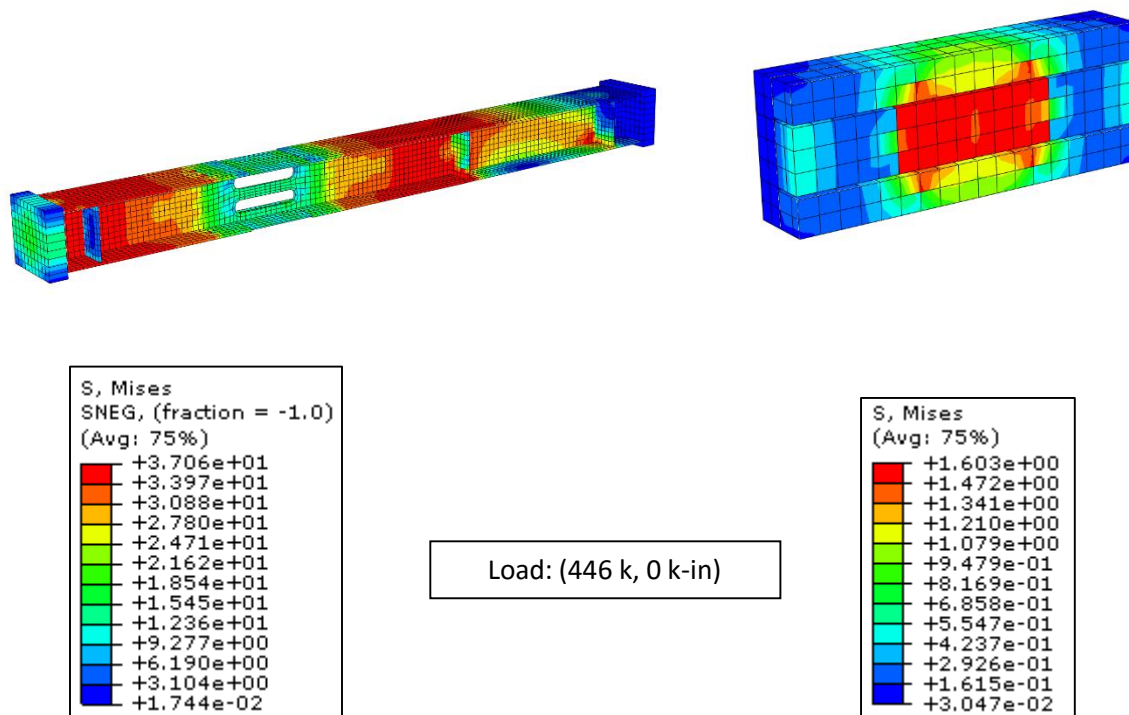 S, Mises
SNEG, (fraction = -1.0)
(Avg: 75%)
+3.706e+01
+3.397e+01
+3.088e+01
+2.780e+01
+2.471e+01
+2.162e+01
+1.854e+01
+1.545e+01
+1.236e+01
+9.277e+00
+6.190e+00
+3.104e+00
+1.744e-02
Load: (446 k, 0 k-in)
S, Mises
(Avg: 75%)
+1.603e+00
+1.472e+00
+1.341e+00
+1.210e+00
+1.079e+00
+9.479e-01
+8.169e-01
+6.858e-01
+5.547e-01
+4.237e-01
+2.926e-01
+1.615e-01
+3.047e-02